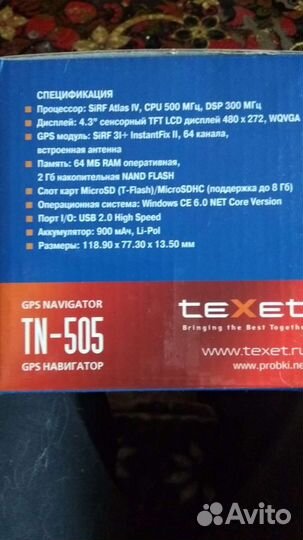 СПЕЦИФИКАЦИЯ
Процессор: SiRF Atlas IV, CPU 500 МГц, DSP 300 МГц
Дисплей: 4.3" сенсорный TFT LCD дисплей 480 x 272, WQVGA
GPS модуль: SiRF 3I+ InstantFix II, 64 канала,
встроенная антенна
Память: 64 МБ RAM оперативная,
2 Гб накопительная NAND FLASH
Слот карт MicroSD (T-Flash)/MicroSDHC (поддержка до 8 Гб)
Операционная система: Windows CE 6.0 NET Core Version
Порт I/O: USB 2.0 High Speed
Аккумулятор: 900 мАч, Li-Pol
Размеры: 118.90 x 77.30 x 13.50 мм
GPS NAVIGATOR
TN-505
GPS НАВИГАТОР
teXet
Bringing the Best Together
www.texet.ru
www.probki.ne
Avito